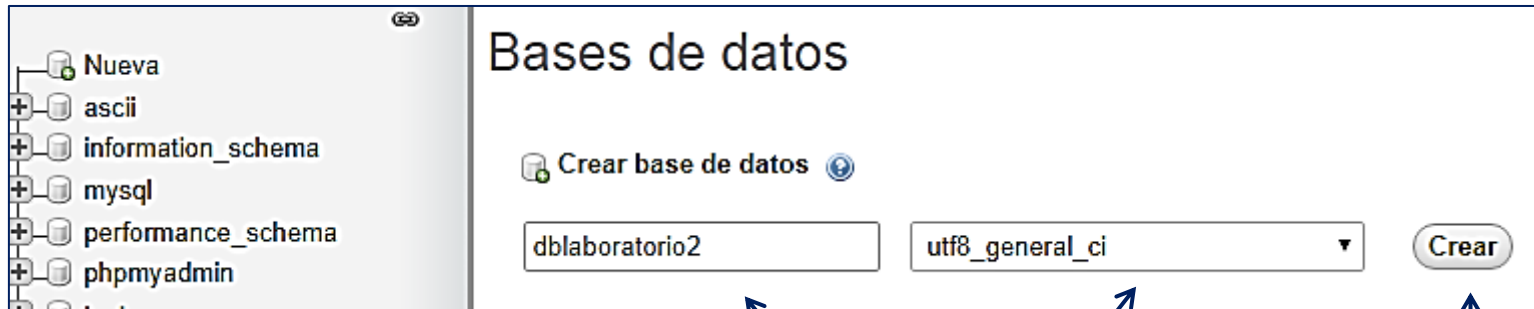 Nueva
ascii
information_schema
mysql
performance_schema
phpmyadmin
Bases de datos
Crear base de datos
dblaboratorio2
utf8_general_ci
Crear